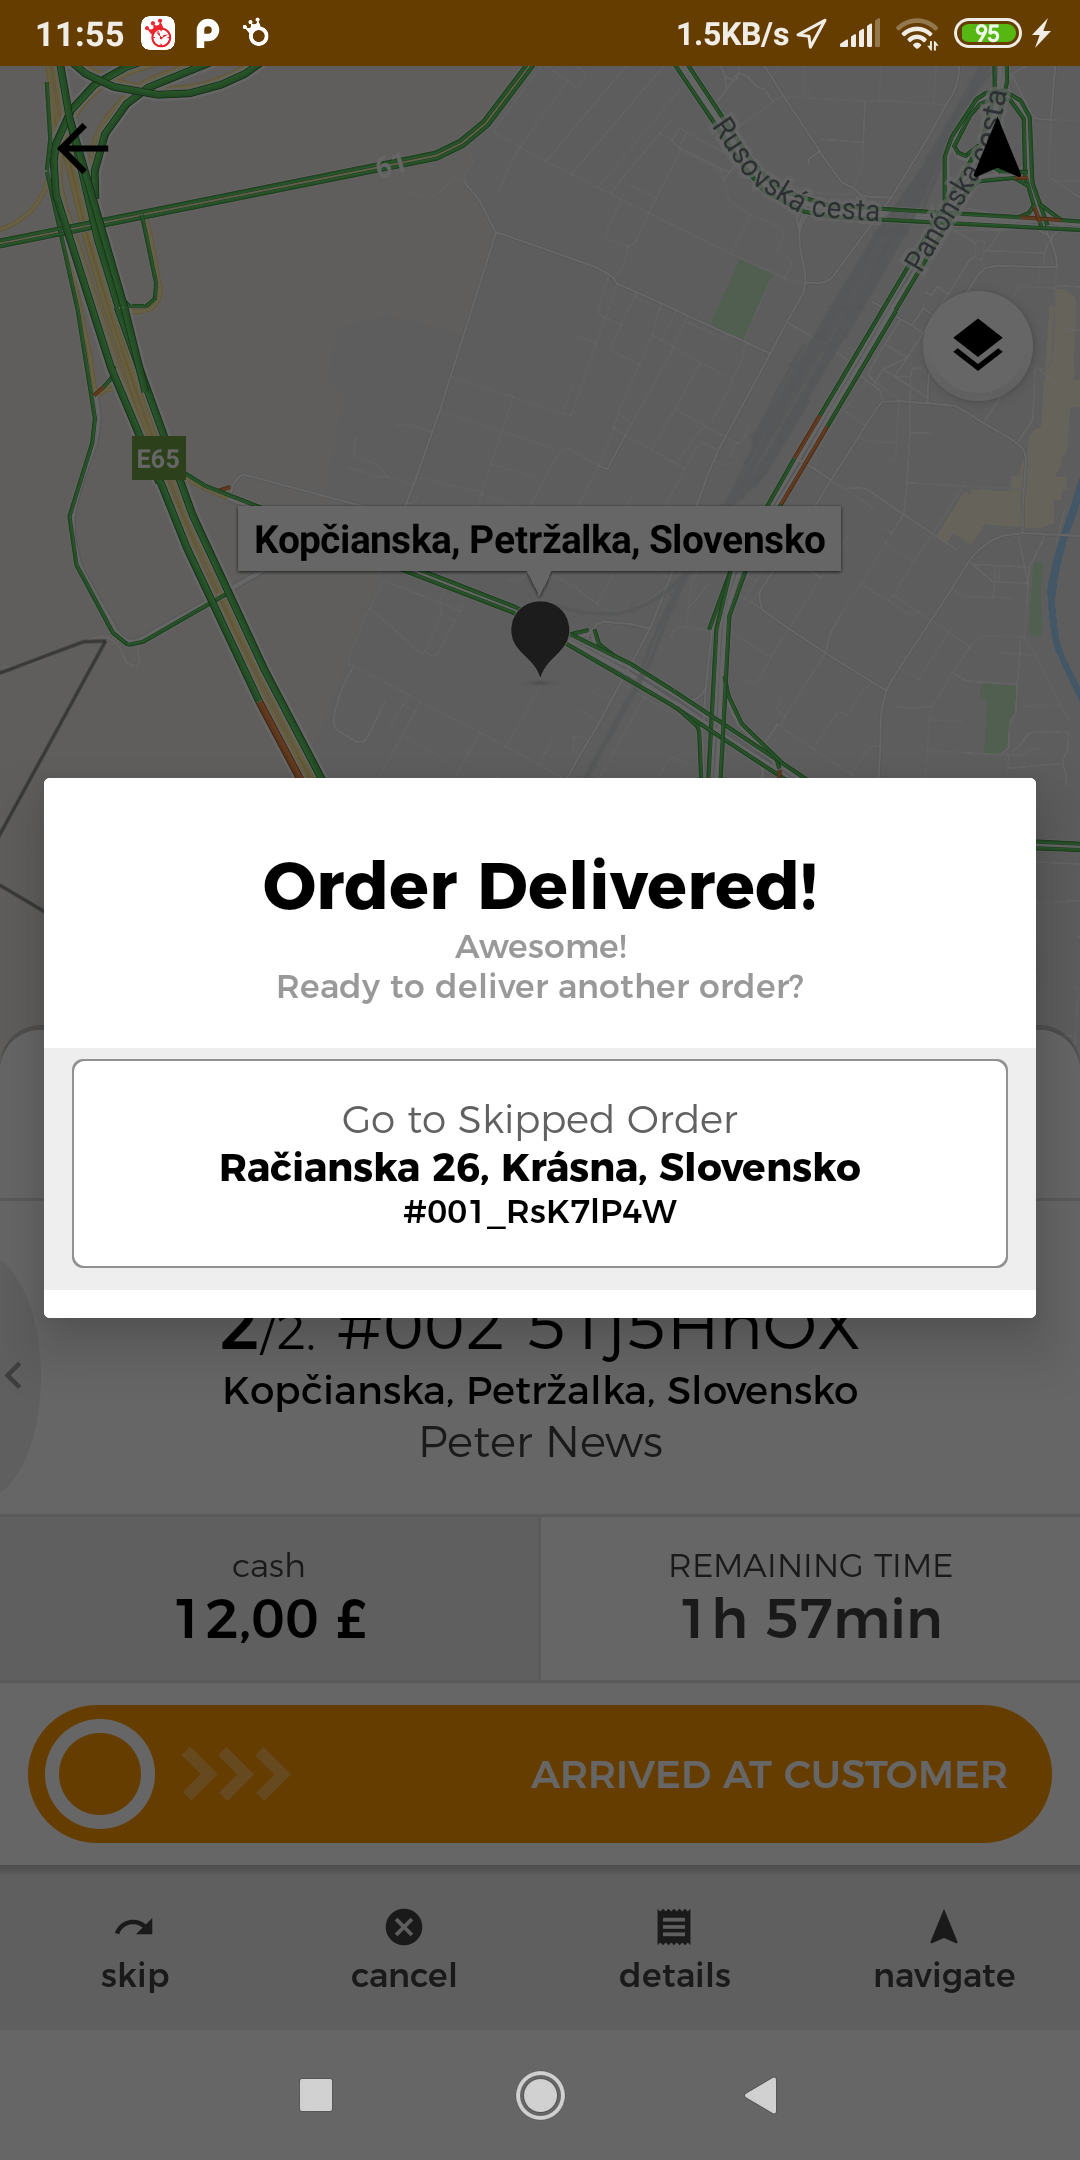 11:55
1.5KB/s
95
61
Rusovská cesta
Panónska cesta
E65
Kopčianska, Petržalka, Slovensko
Order Delivered!
Awesome!
Ready to deliver another order?
Go to Skipped Order
Račianska 26, Krásna, Slovensko
#001_RsK7lP4W
2/2. #002 5Tj5HhOX
Kopčianska, Petržalka, Slovensko
Peter News
cash
REMAINING TIME
12,00 £
1h 57min
ARRIVED AT CUSTOMER
skip
cancel
details
navigate